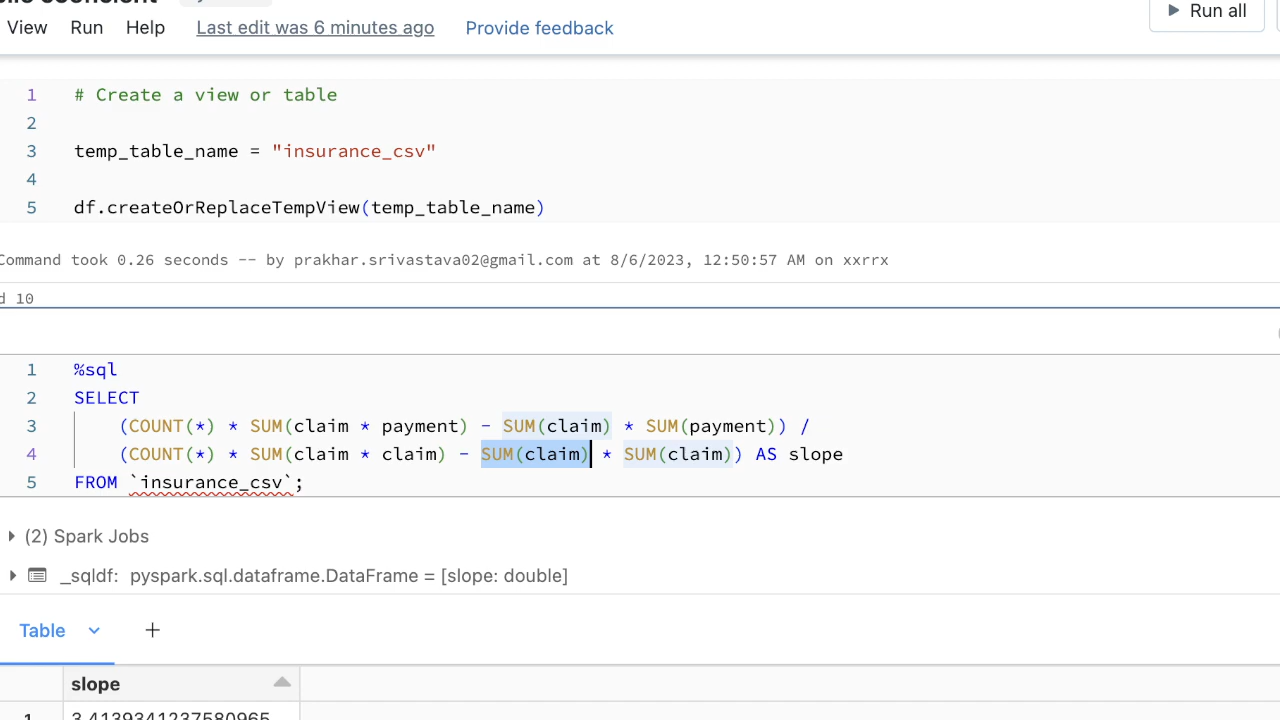 View Run Help Last edit was 6 minutes ago Provide feedback Run all
1 # Create a view or table
2
3 temp_table_name = "insurance_csv"
4
5 df.createOrReplaceTempView(temp_table_name)
Command took 0.26 seconds -- by prakhar.srivastava02@gmail.com at 8/6/2023, 12:50:57 AM on xxrrx
d 10
1 %sql
2 SELECT
3 (COUNT(*) * SUM(claim * payment) - SUM(claim) * SUM(payment)) /
4 (COUNT(*) * SUM(claim * claim) - SUM(claim) * SUM(claim)) AS slope
5 FROM `insurance_csv`;
(2) Spark Jobs
_sqldf: pyspark.sql.dataframe.DataFrame = [slope: double]
Table +
slope
1 3.4139341237580965